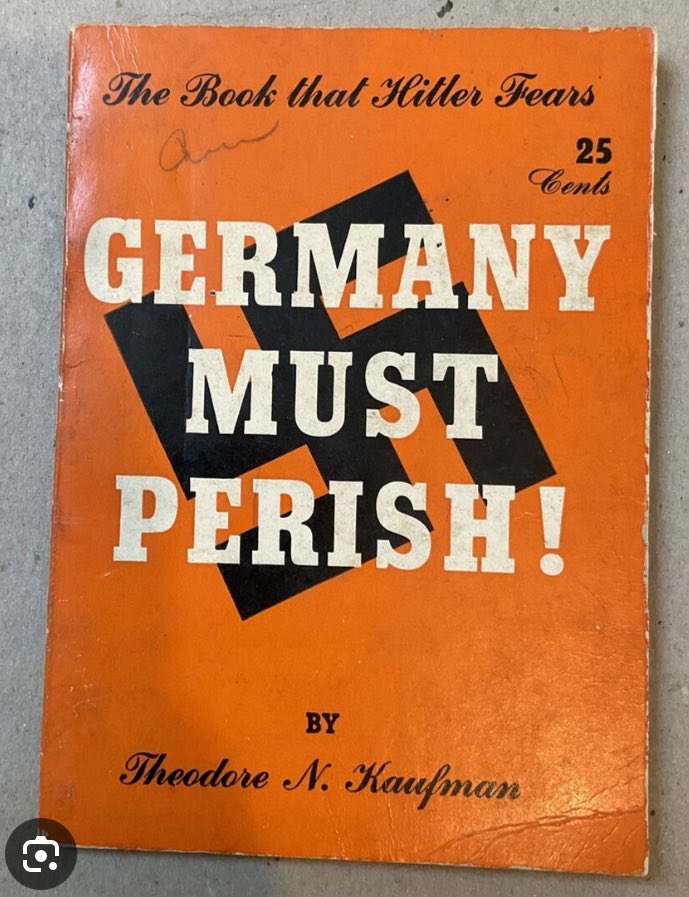 The Book that Hitler Fears
25
Cents
GERMANY
MUST
PERISH!
BY
Theodore N. Kaufman